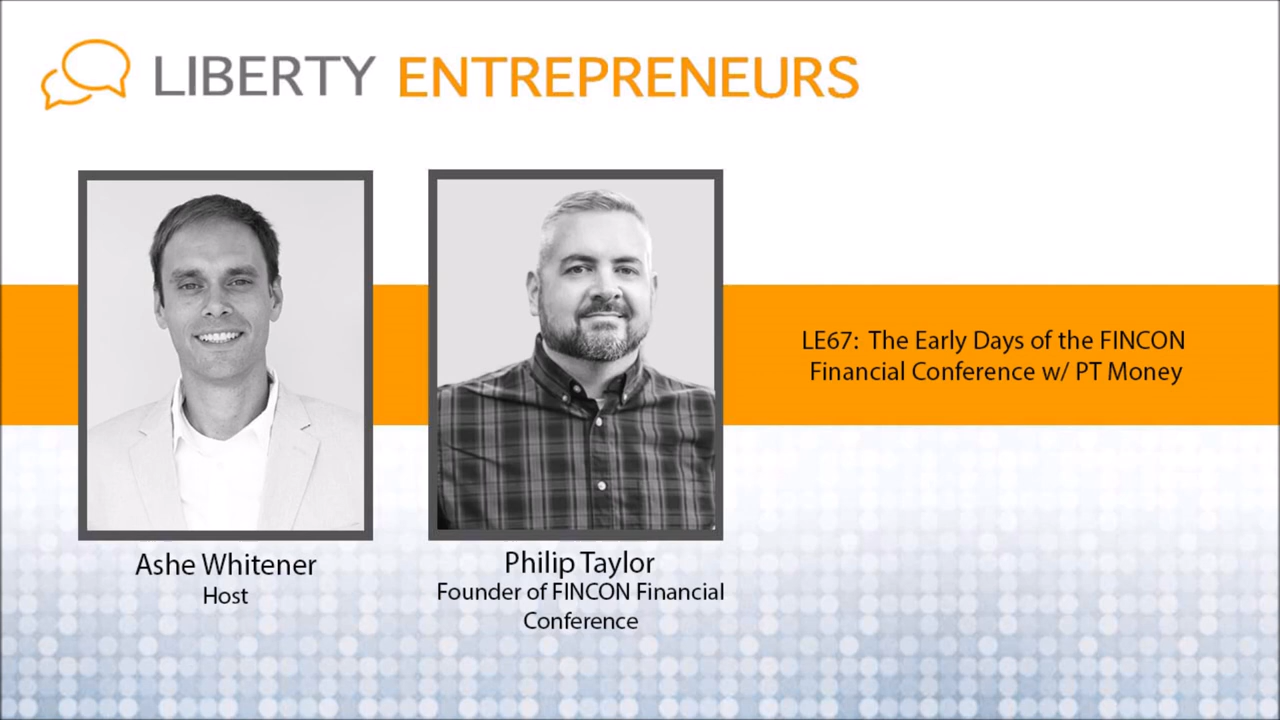 LIBERTY ENTREPRENEURS
LE67: The Early Days of the FINCON
Financial Conference w/ PT Money
Ashe Whitener
Host
Philip Taylor
Founder of FINCON Financial
Conference